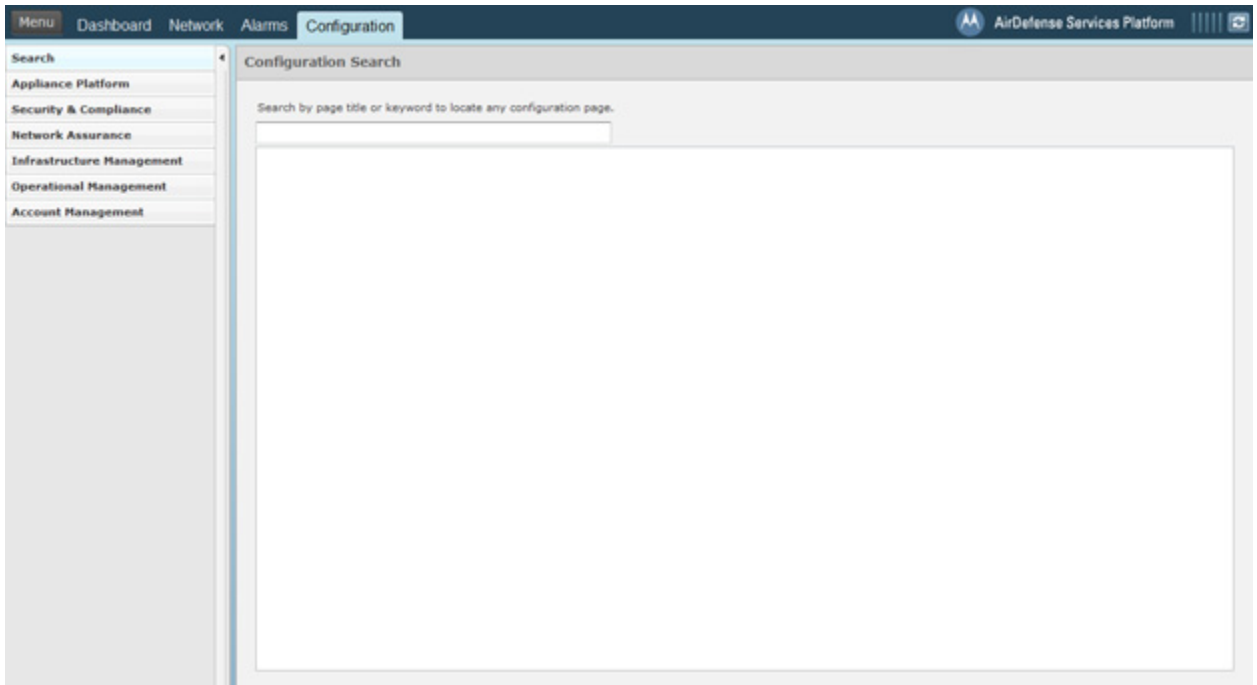 Menu Dashboard Network Alarms Configuration AirDefense Services Platform
Search
Configuration Search
Appliance Platform
Security & Compliance
Search by page title or keyword to locate any configuration page.
Network Assurance
Infrastructure Management
Operational Management
Account Management